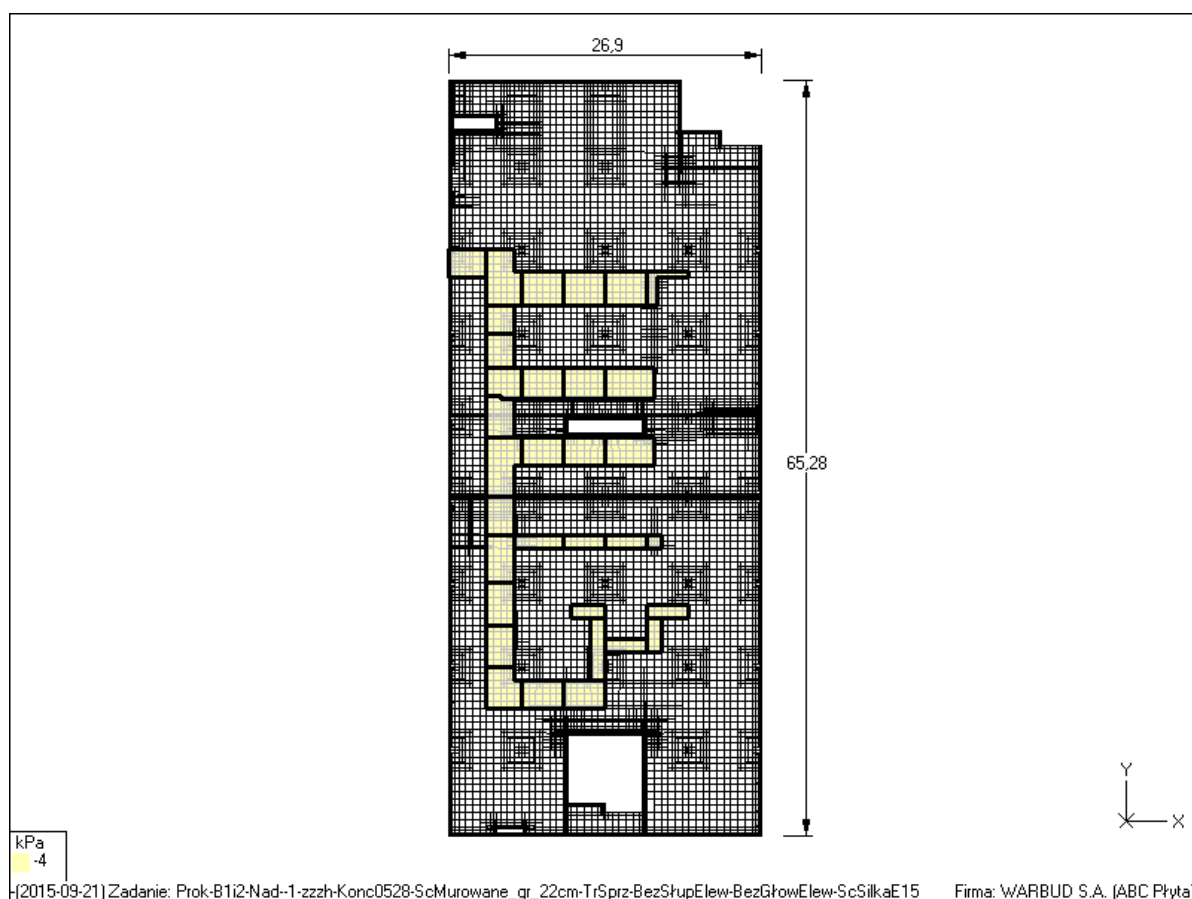 26,9
65,28
Y
X
kPa
-4
-[2015-09-21] Zadanie: Prok-B1i2-Nad--1-zzzh-Konc0528-ScMurowane_gr_22cm-TrSprz-BezSłupElew-BezGłowElew-ScSilkaE15 Firma: WARBUD S.A. [ABC Płyta]